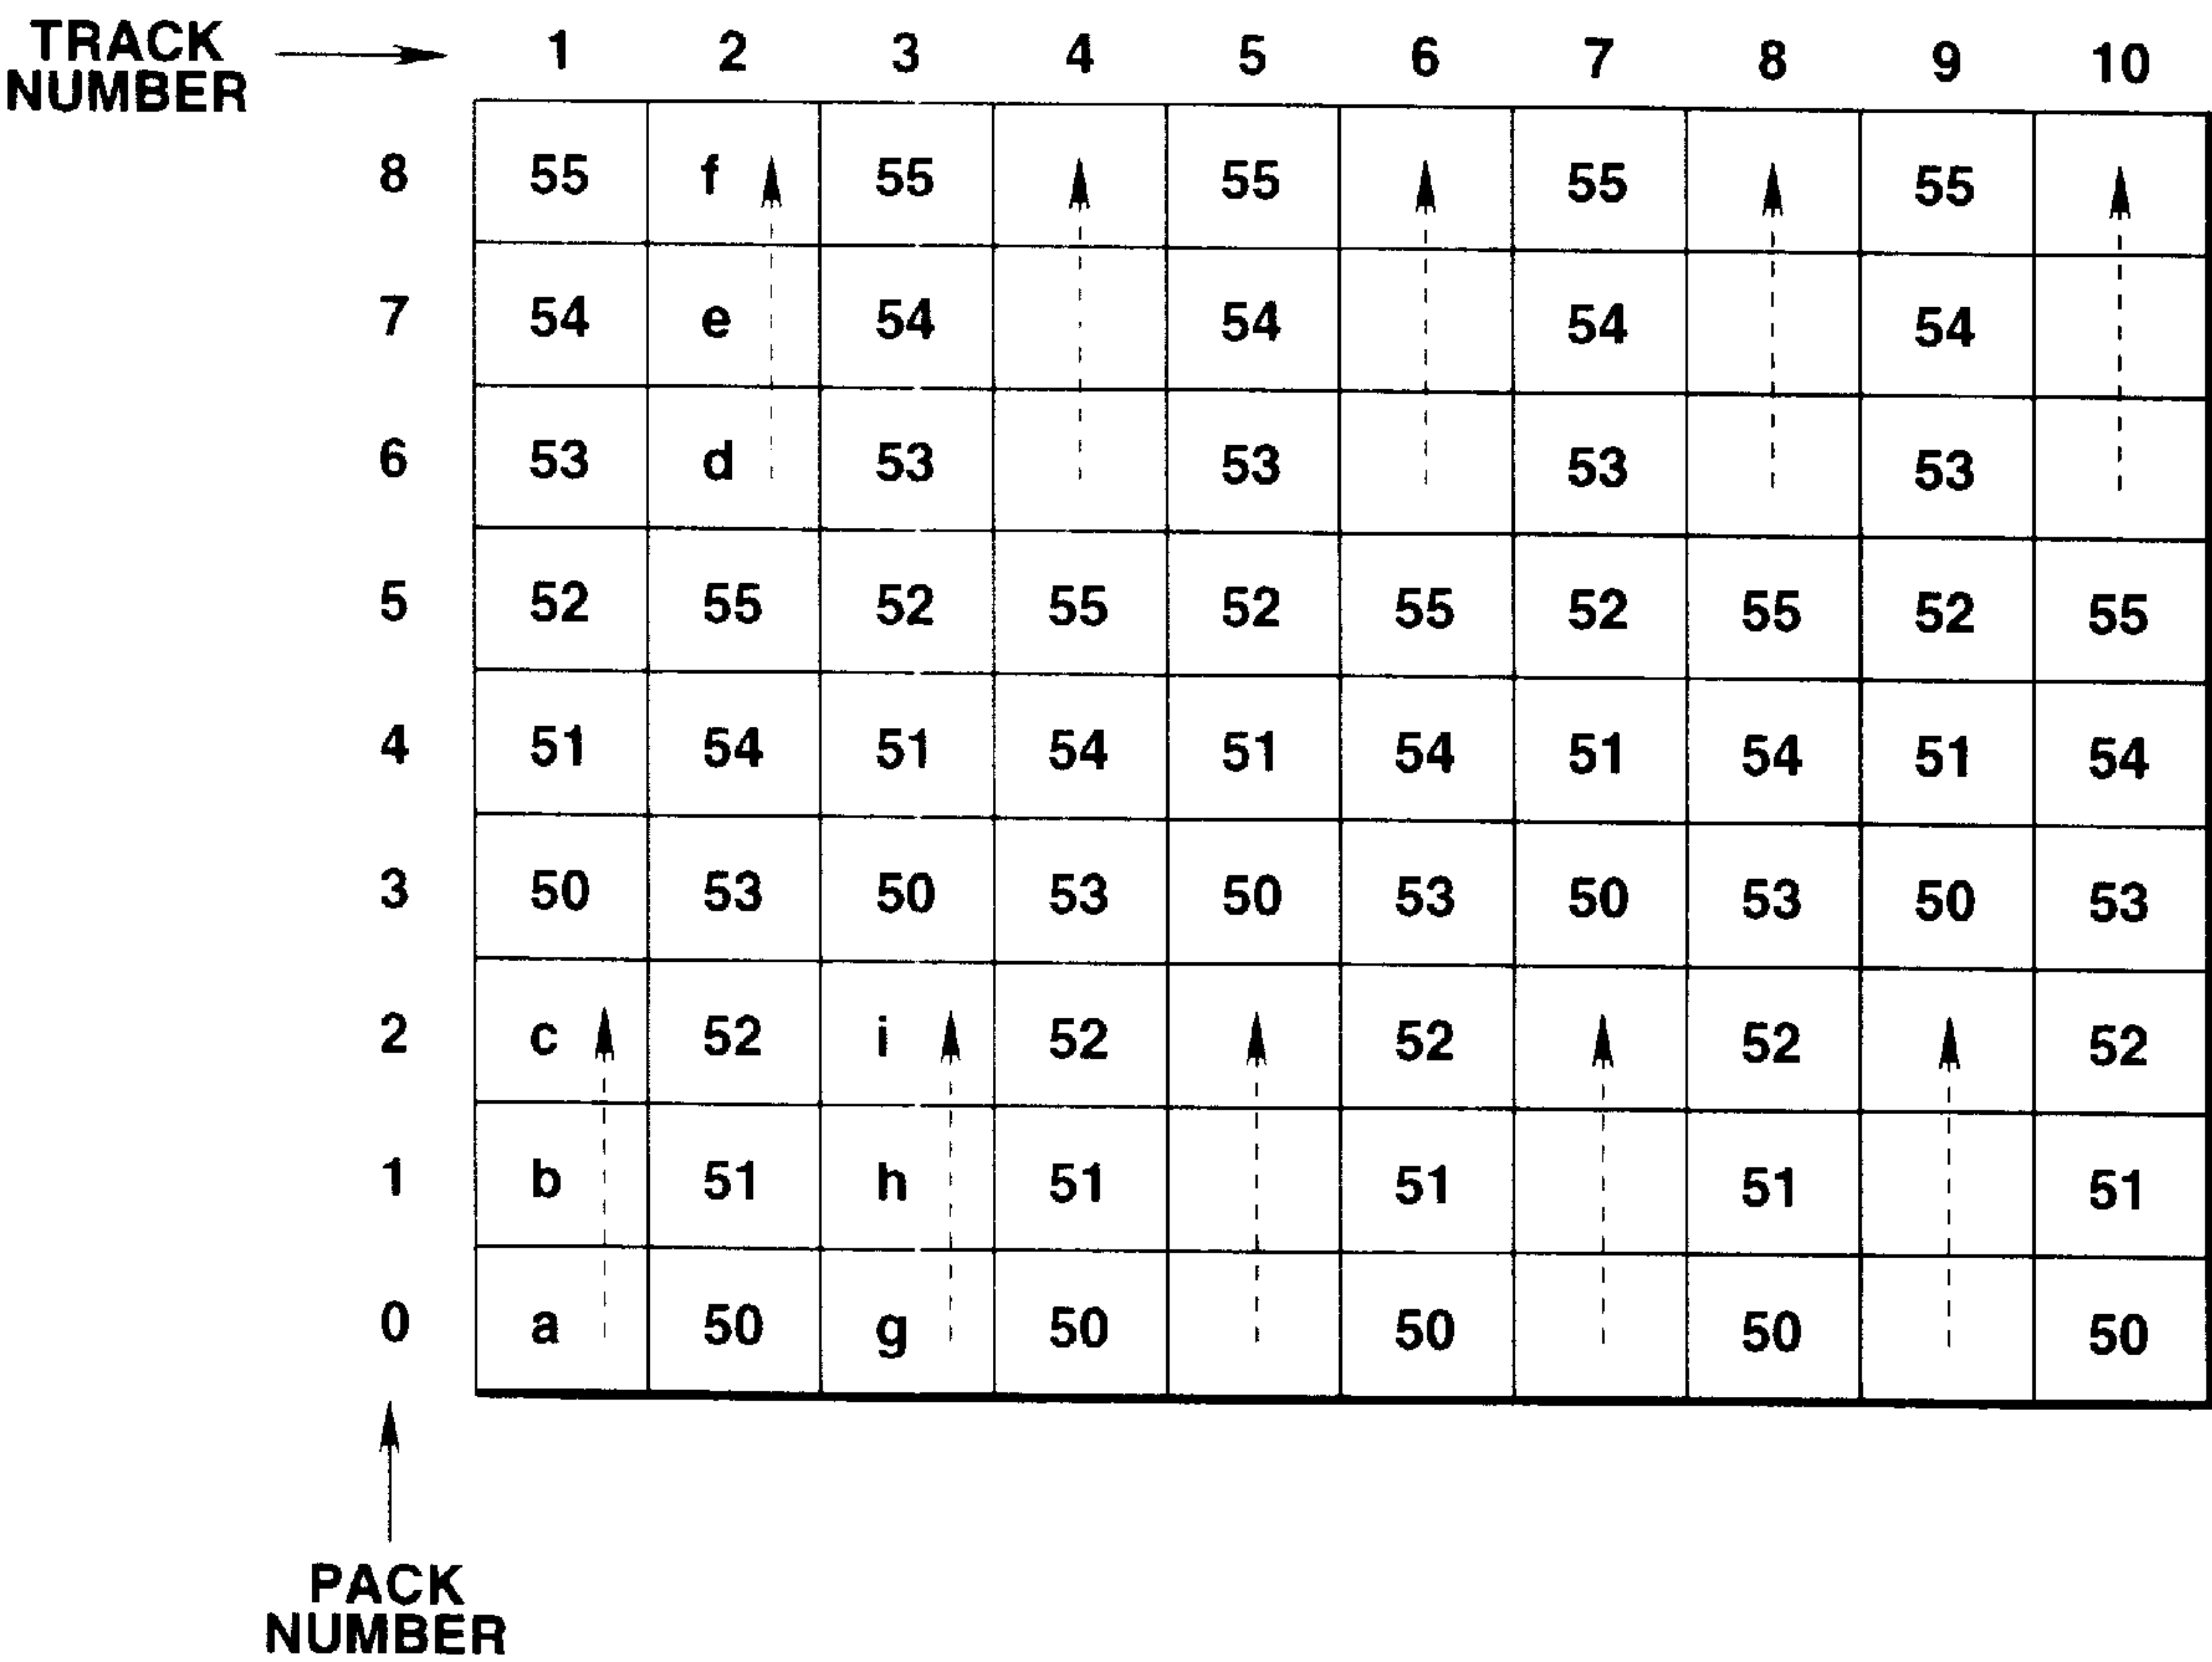 TRACK
NUMBER
1 2 3 4 5 6 7 8 9 10
8 55 f 55 55 55 55
7 54 e 54 54 54 54
6 53 d 53 53 53 53
5 52 55 52 55 52 55 52 55 52 55
4 51 54 51 54 51 54 51 54 51 54
3 50 53 50 53 50 53 50 53 50 53
2 c 52 i 52 52 52 52
1 b 51 h 51 51 51 51
0 a 50 g 50 50 50 50
PACK
NUMBER